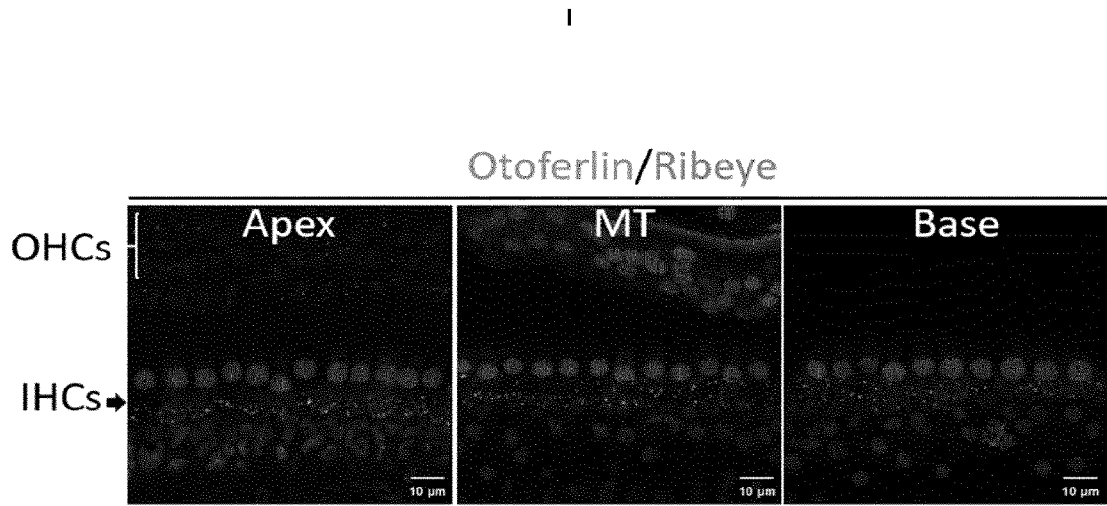 I
Otoferlin/Ribeye
Apex MT Base
OHCs
IHCs
10 μm 10 μm 10 μm